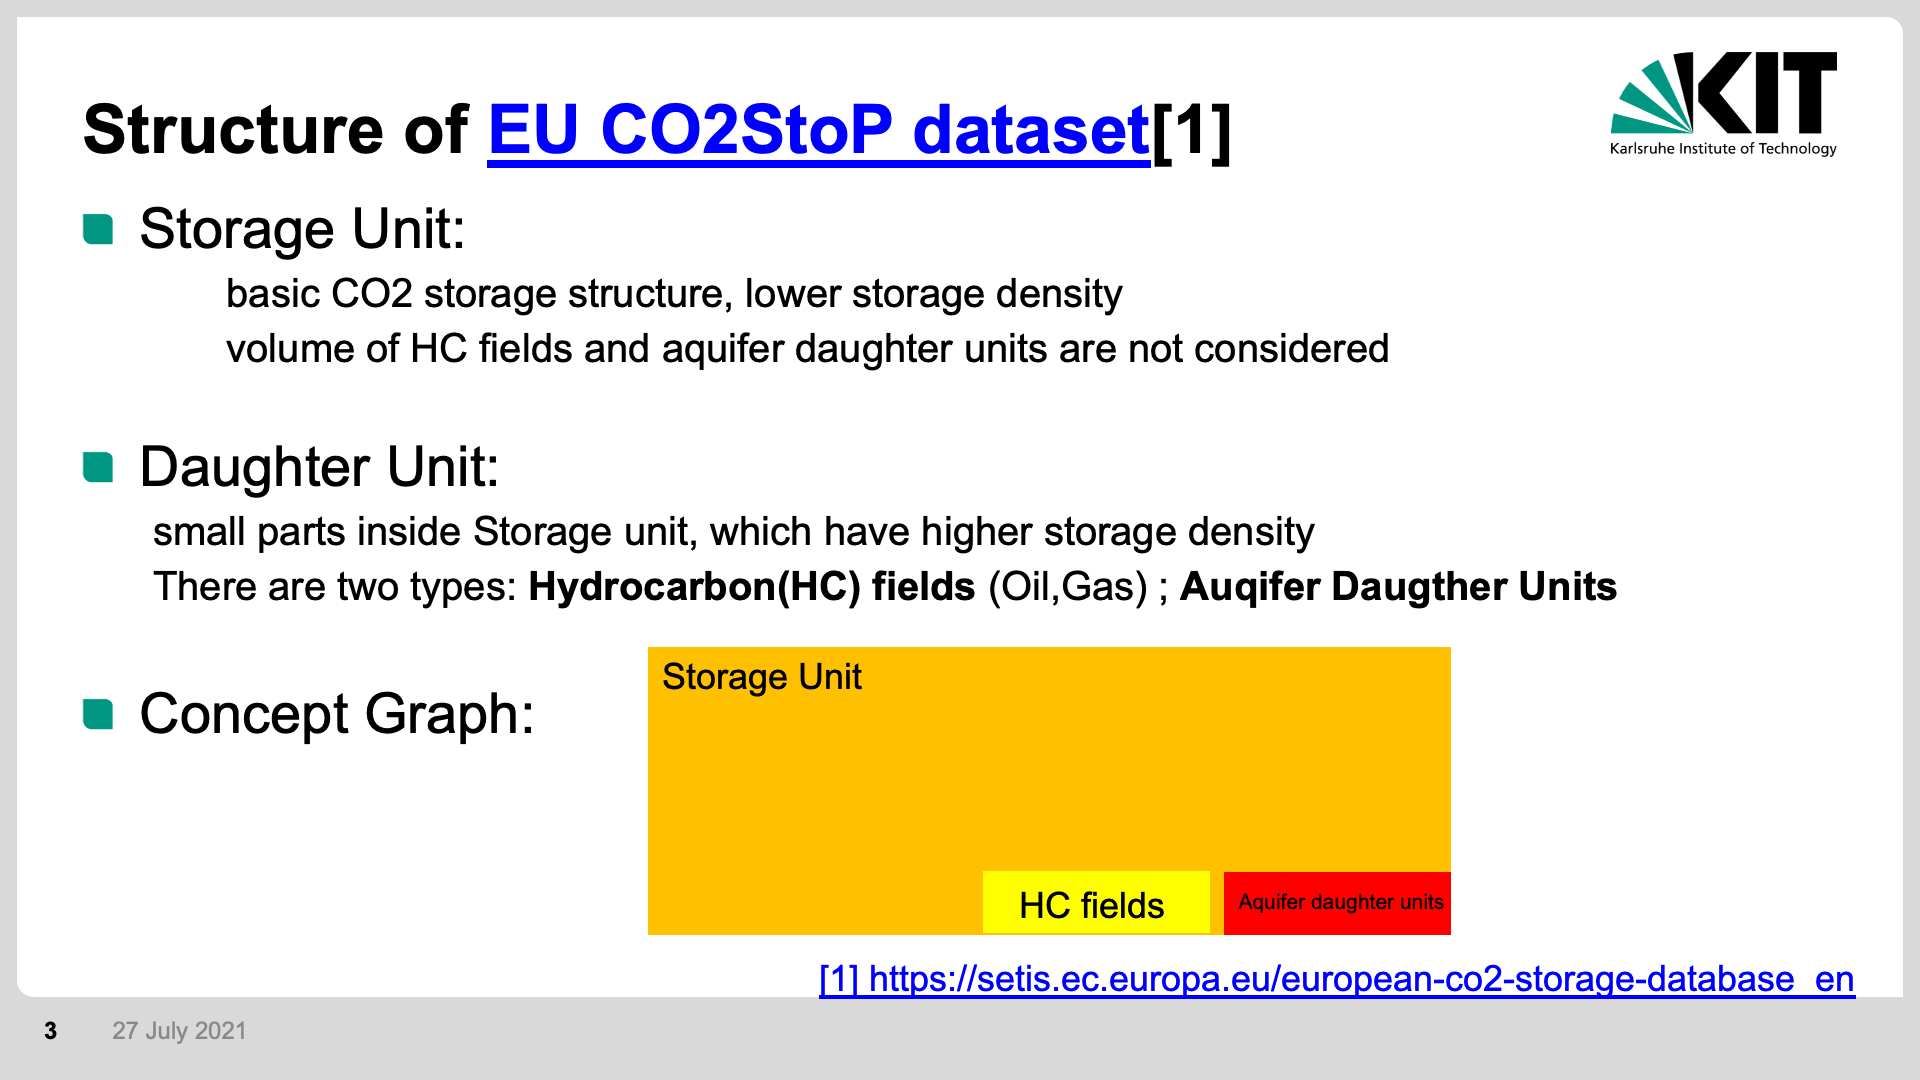 Structure of EU CO2StoP dataset[1]
KIT
Karlsruhe Institute of Technology
Storage Unit:
basic CO2 storage structure, lower storage density
volume of HC fields and aquifer daughter units are not considered
Daughter Unit:
small parts inside Storage unit, which have higher storage density
There are two types: Hydrocarbon(HC) fields (Oil,Gas) ; Auqifer Daugther Units
Concept Graph:
Storage Unit
HC fields
Aquifer daughter units
[1] https://setis.ec.europa.eu/european-co2-storage-database_en
3 27 July 2021